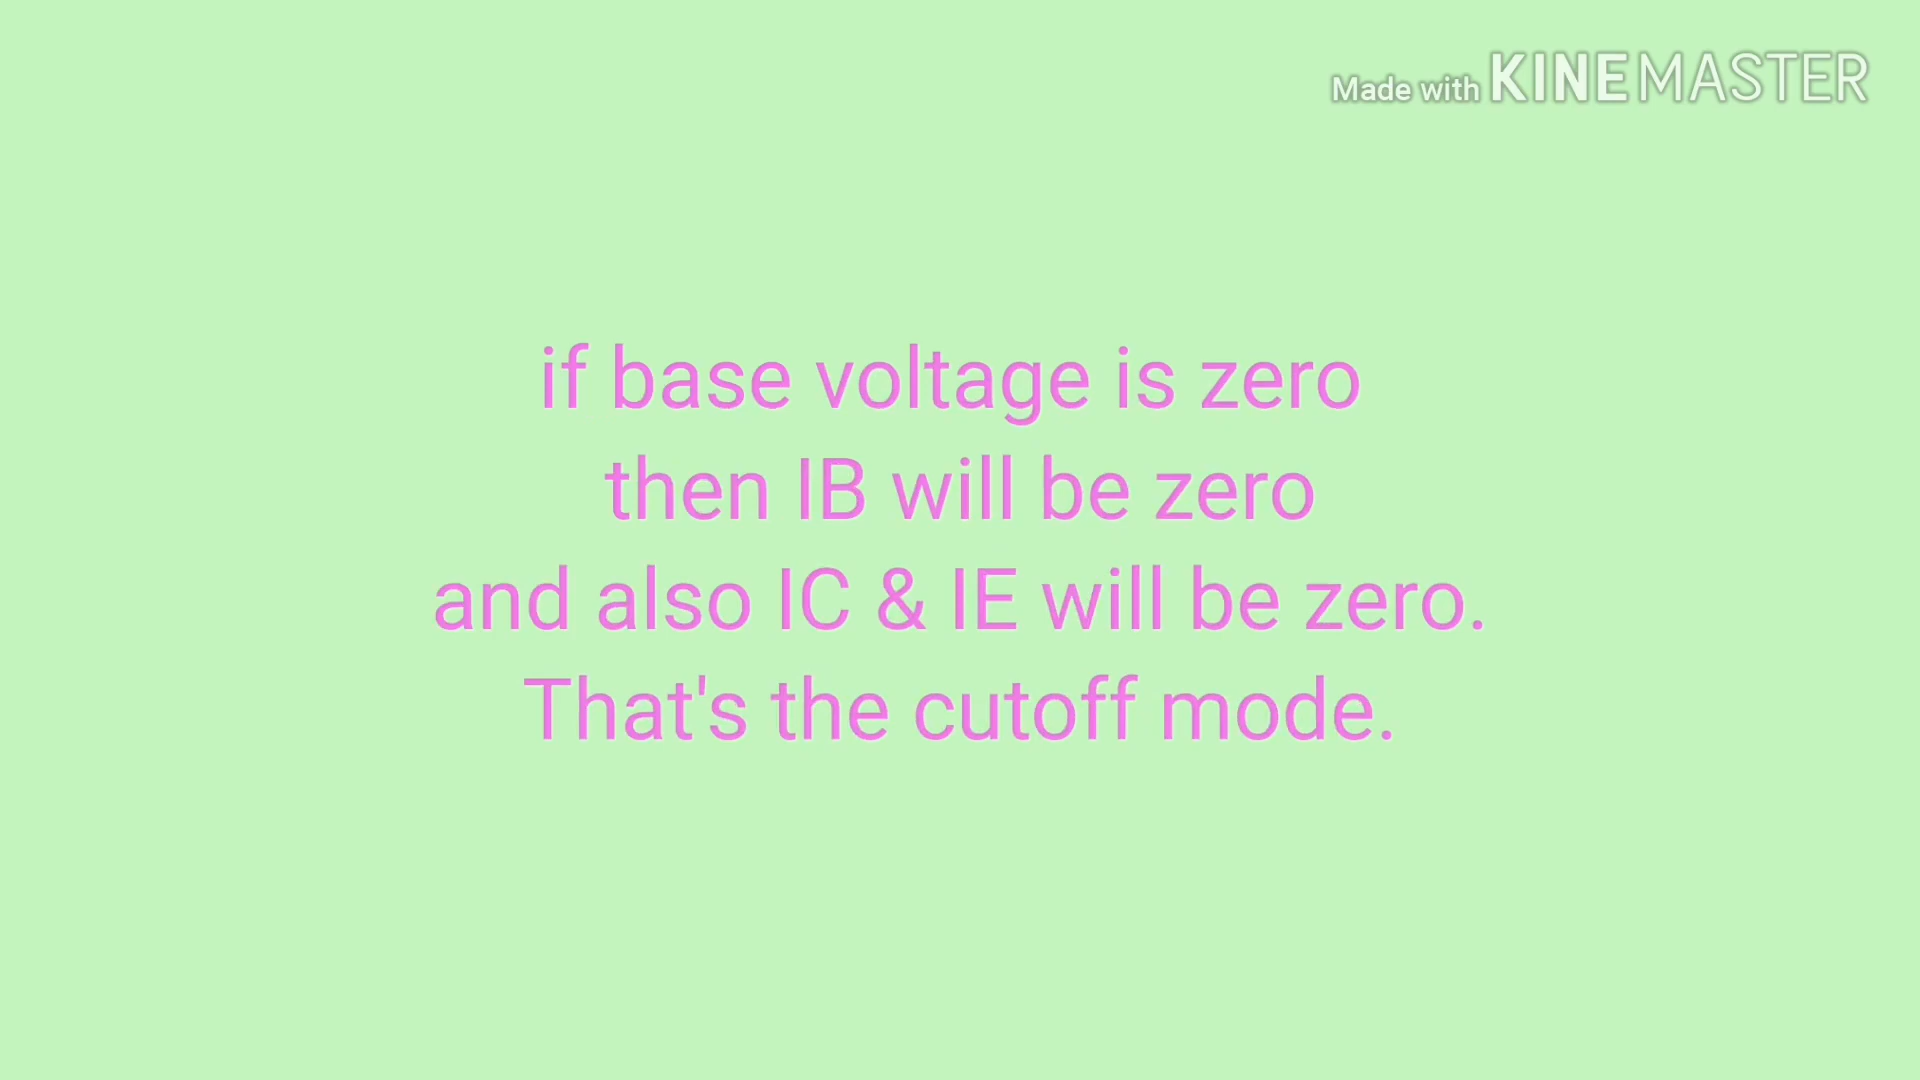 Made with KINEMASTER
if base voltage is zero
then IB will be zero
and also IC & IE will be zero.
That's the cutoff mode.